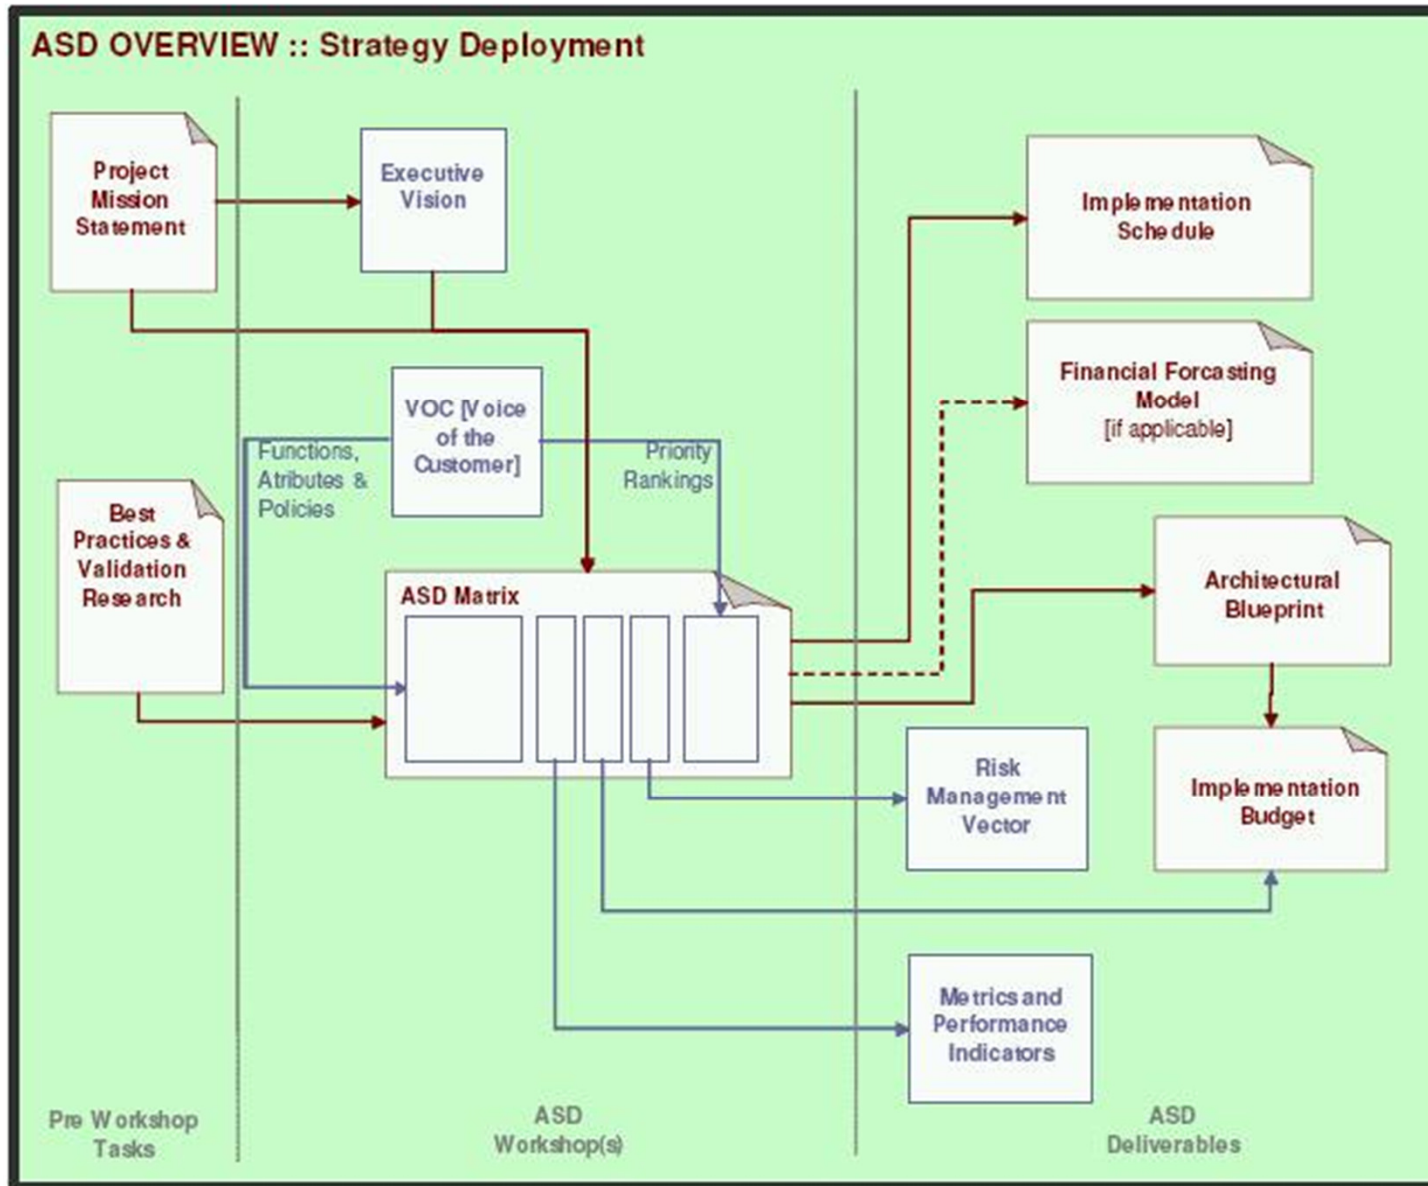 ASD OVERVIEW :: Strategy Deployment
Project
Mission
Statement
Executive
Vision
Implementation
Schedule
Financial Forcasting
Model
[if applicable]
VOC [Voice
of the
Customer]
Functions,
Atributes &
Policies
Priority
Rankings
Best
Practices &
Validation
Research
ASD Matrix
Architectural
Blueprint
Risk
Management
Vector
Implementation
Budget
Metrics and
Performance
Indicators
Pre Workshop
Tasks
ASD
Workshop(s)
ASD
Deliverables